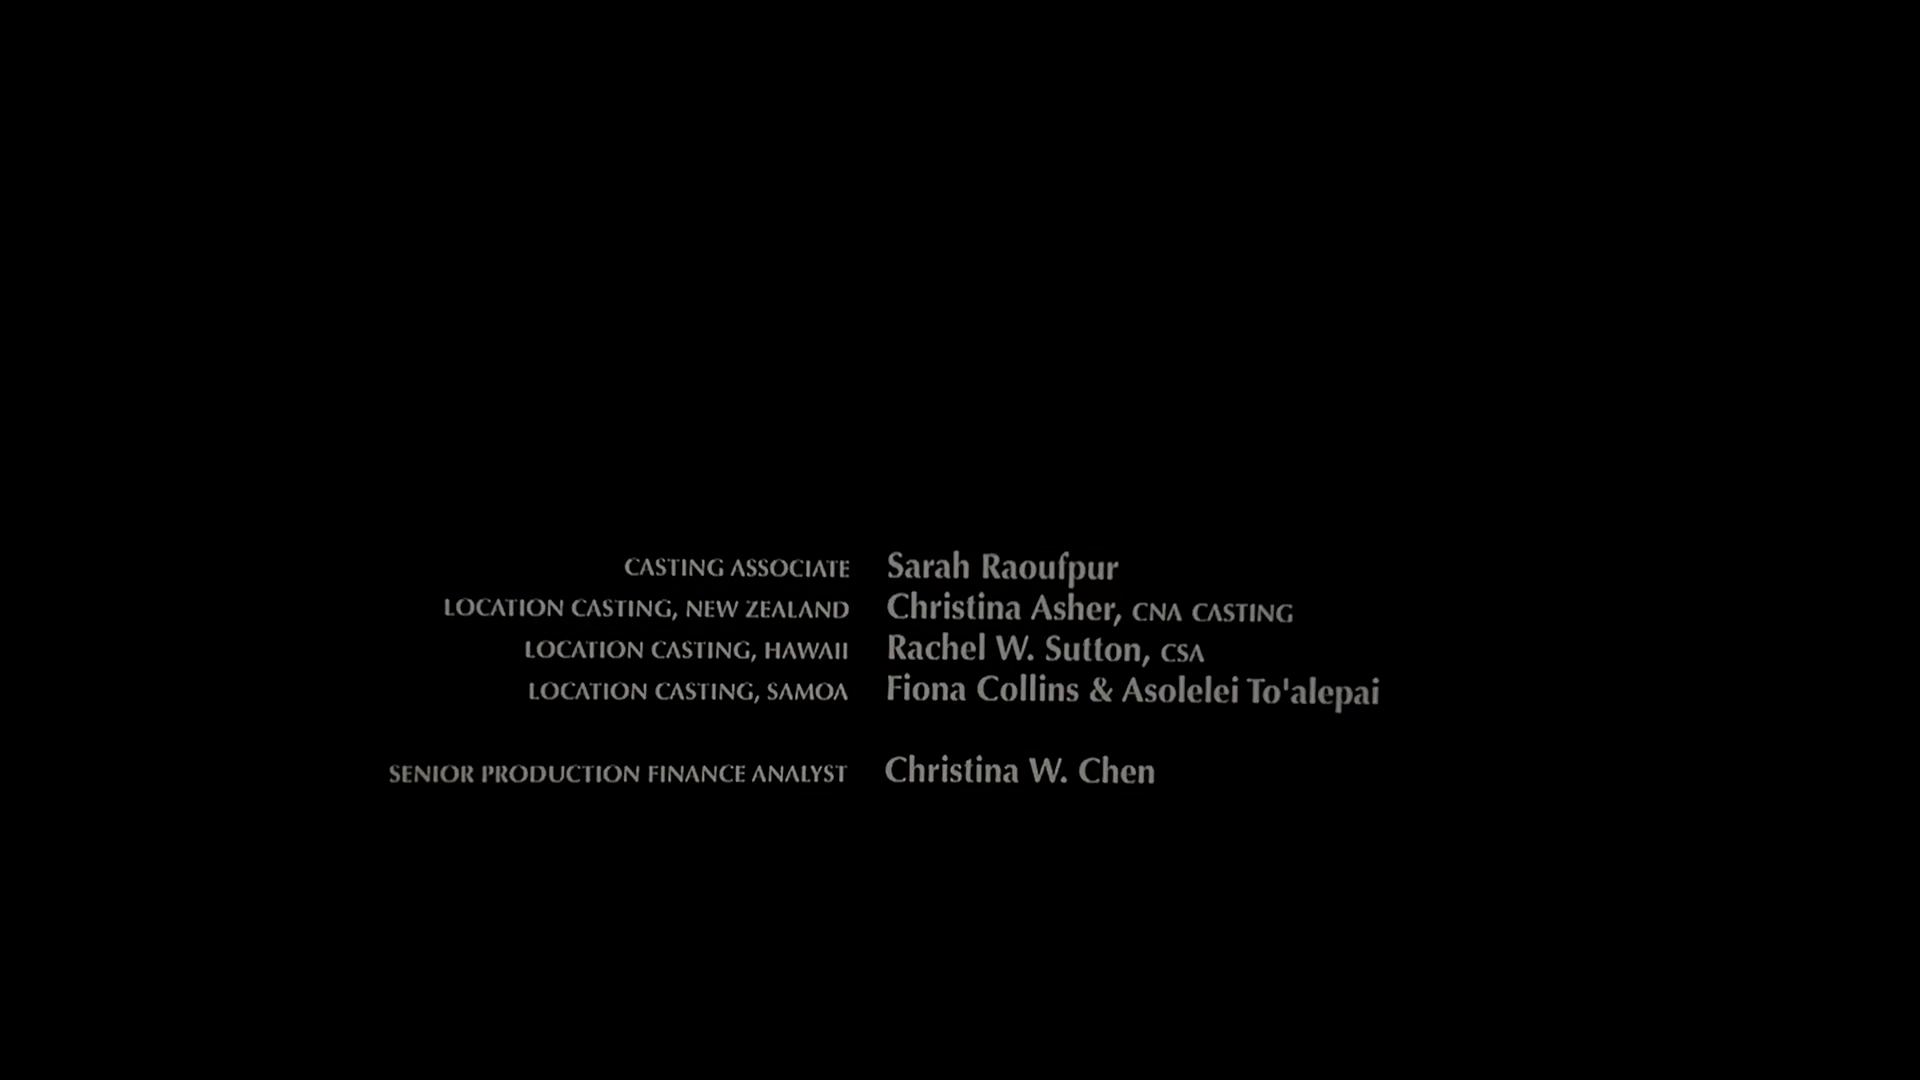 CASTING ASSOCIATE Sarah Raoufpur
LOCATION CASTING, NEW ZEALAND Christina Asher, CNA CASTING
LOCATION CASTING, HAWAII Rachel W. Sutton, CSA
LOCATION CASTING, SAMOA Fiona Collins & Asolelei To'alepai
SENIOR PRODUCTION FINANCE ANALYST Christina W. Chen